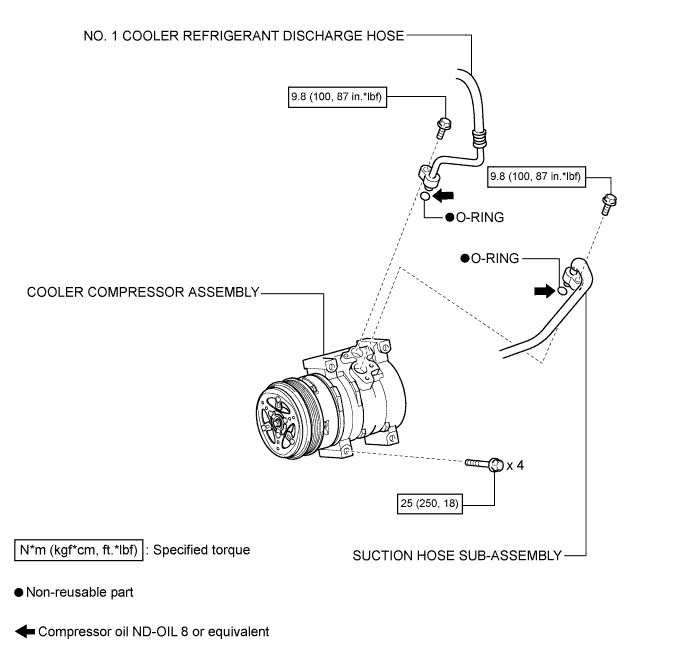 NO. 1 COOLER REFRIGERANT DISCHARGE HOSE
9.8 (100, 87 in.*lbf)
9.8 (100, 87 in.*lbf)
●O-RING
●O-RING
COOLER COMPRESSOR ASSEMBLY
x 4
25 (250, 18)
N*m (kgf*cm, ft.*lbf) : Specified torque
SUCTION HOSE SUB-ASSEMBLY
● Non-reusable part
Compressor oil ND-OIL 8 or equivalent